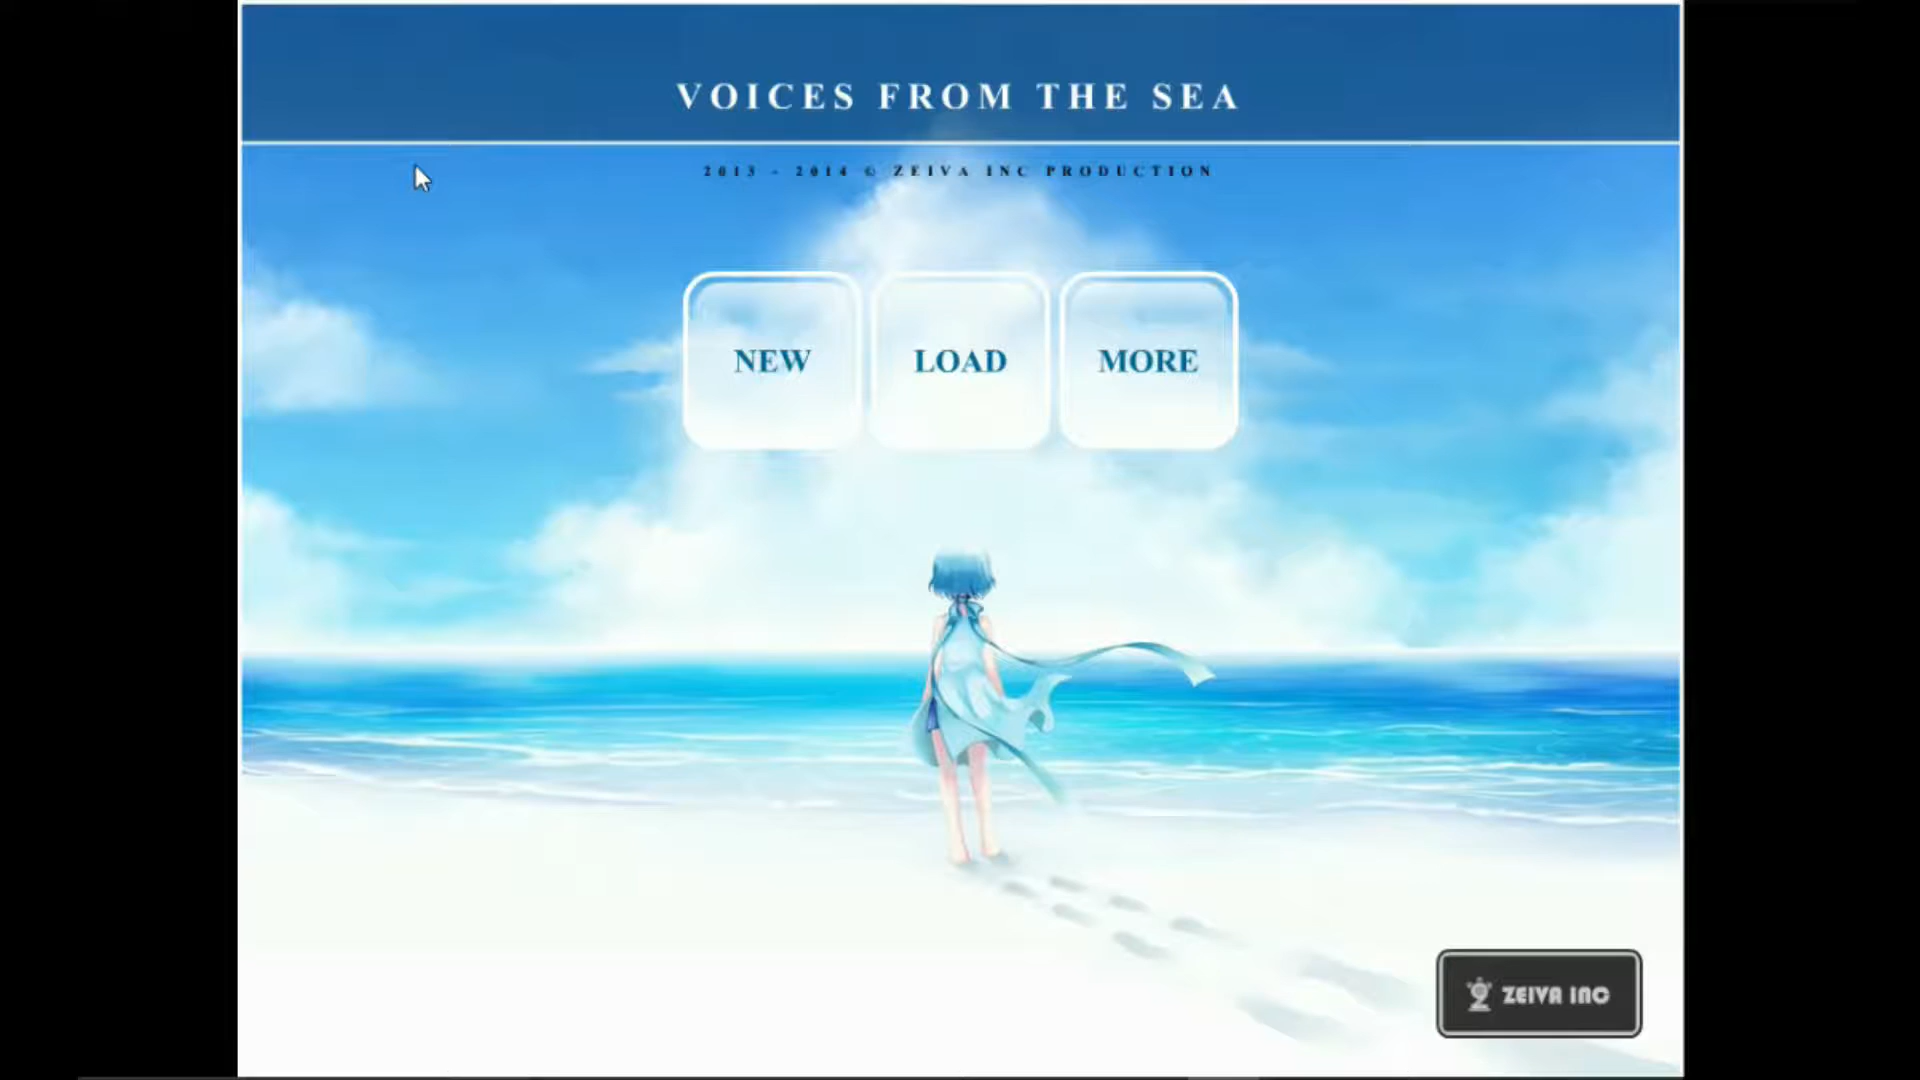 VOICES FROM THE SEA
2013 - 2014 © ZEIVA INC PRODUCTION
NEW LOAD MORE
ZEIVA INC